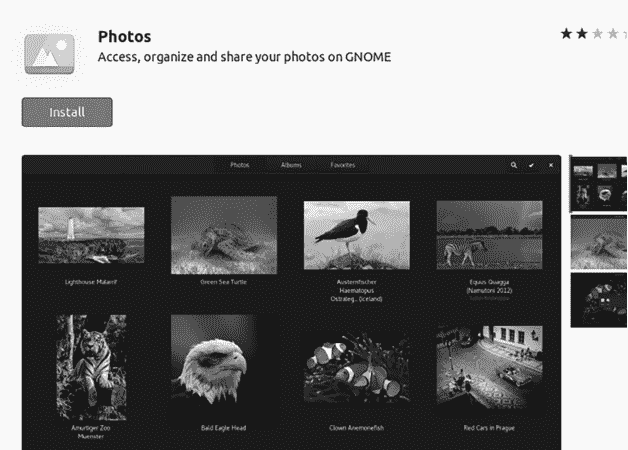 Photos
Access, organize and share your photos on GNOME
Install
Photos Albums Favorites
Lighthouse Malarrif
Green Sea Turtle
Austernfischer
Haematopus
Ostraleg.. (Iceland)
Equus Quagga
(Namutoni 2012)
Amurtiger Zoo
Muenster
Bald Eagle Head
Clown Anemonefish
Red Cars in Prague